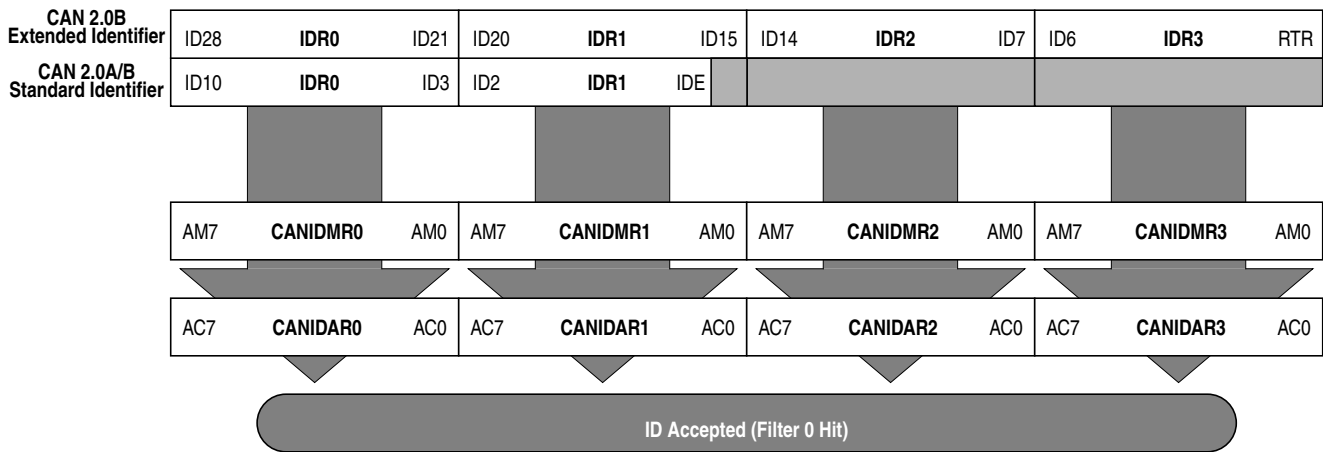 CAN 2.0B
Extended Identifier
ID28 IDR0 ID21 ID20 IDR1 ID15 ID14 IDR2 ID7 ID6 IDR3 RTR
CAN 2.0A/B
Standard Identifier
ID10 IDR0 ID3 ID2 IDR1 IDE
AM7 CANIDMR0 AM0 AM7 CANIDMR1 AM0 AM7 CANIDMR2 AM0 AM7 CANIDMR3 AM0
AC7 CANIDAR0 AC0 AC7 CANIDAR1 AC0 AC7 CANIDAR2 AC0 AC7 CANIDAR3 AC0
ID Accepted (Filter 0 Hit)